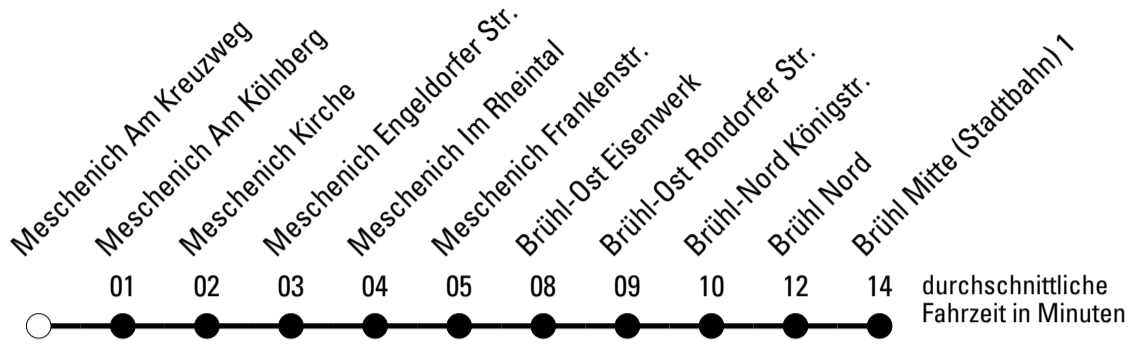 Meschenich Am Kreuzweg
Meschenich Am Kölnberg
Meschenich Kirche
Meschenich Engeldorfer Str.
Meschenich Im Rheintal
Meschenich Frankenstr.
Brühl-Ost Eisenwerk
Brühl-Ost Rondorfer Str.
Brühl-Nord Königstr.
Brühl Nord
Brühl Mitte (Stadtbahn) 1
01 02 03 04 05 08 09 10 12 14
durchschnittliche
Fahrzeit in Minuten